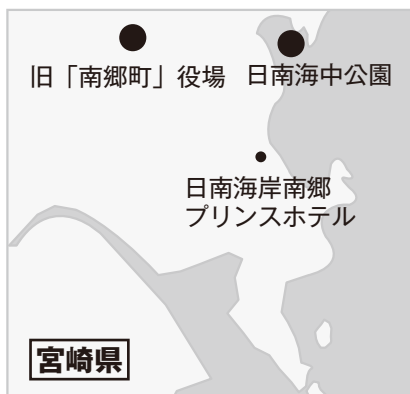 旧「南郷町」役場
日南海中公園
日南海岸南郷
プリンスホテル
宮崎県